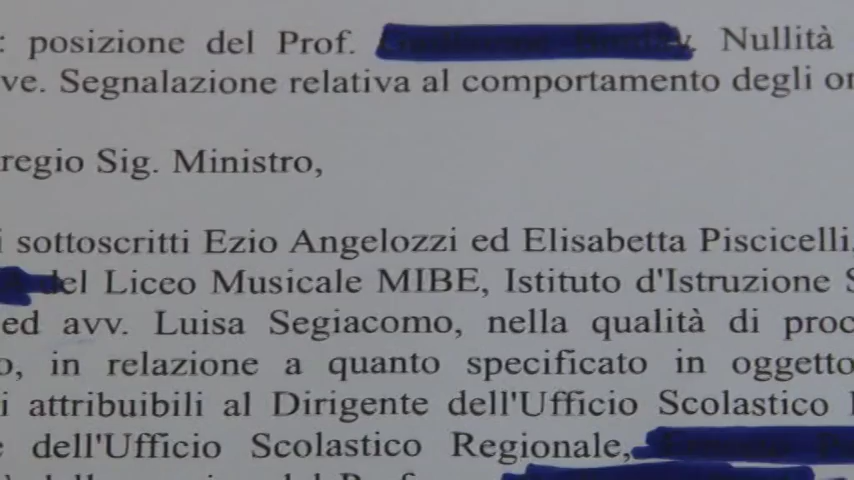 : posizione del Prof. Nullità
ve. Segnalazione relativa al comportamento degli or
regio Sig. Ministro,
i sottoscritti Ezio Angelozzi ed Elisabetta Piscicelli,
del Liceo Musicale MIBE, Istituto d'Istruzione S
ed avv. Luisa Segiacomo, nella qualità di proc
o, in relazione a quanto specificato in oggetto
i attribuibili al Dirigente dell'Ufficio Scolastico
e dell'Ufficio Scolastico Regionale,